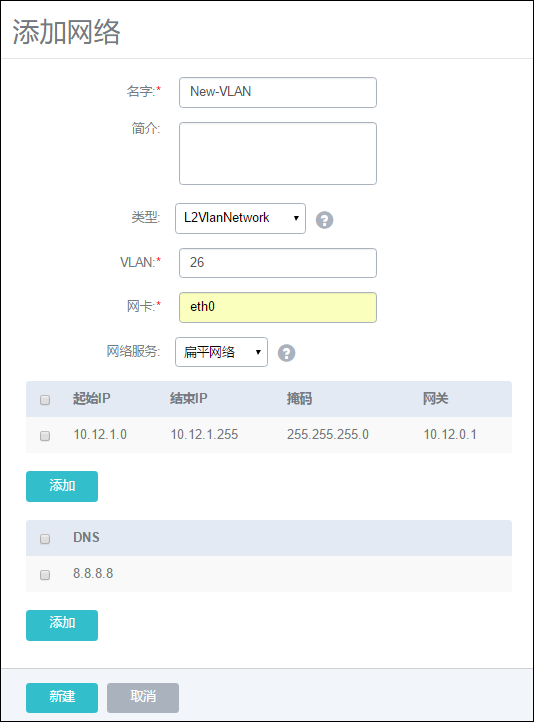 添加网络
名字:* New-VLAN
简介:
类型: L2VlanNetwork ?
VLAN:* 26
网卡:* eth0
网络服务: 扁平网络 ?
起始IP 结束IP 掩码 网关
10.12.1.0 10.12.1.255 255.255.255.0 10.12.0.1
添加
DNS
8.8.8.8
添加
新建 取消